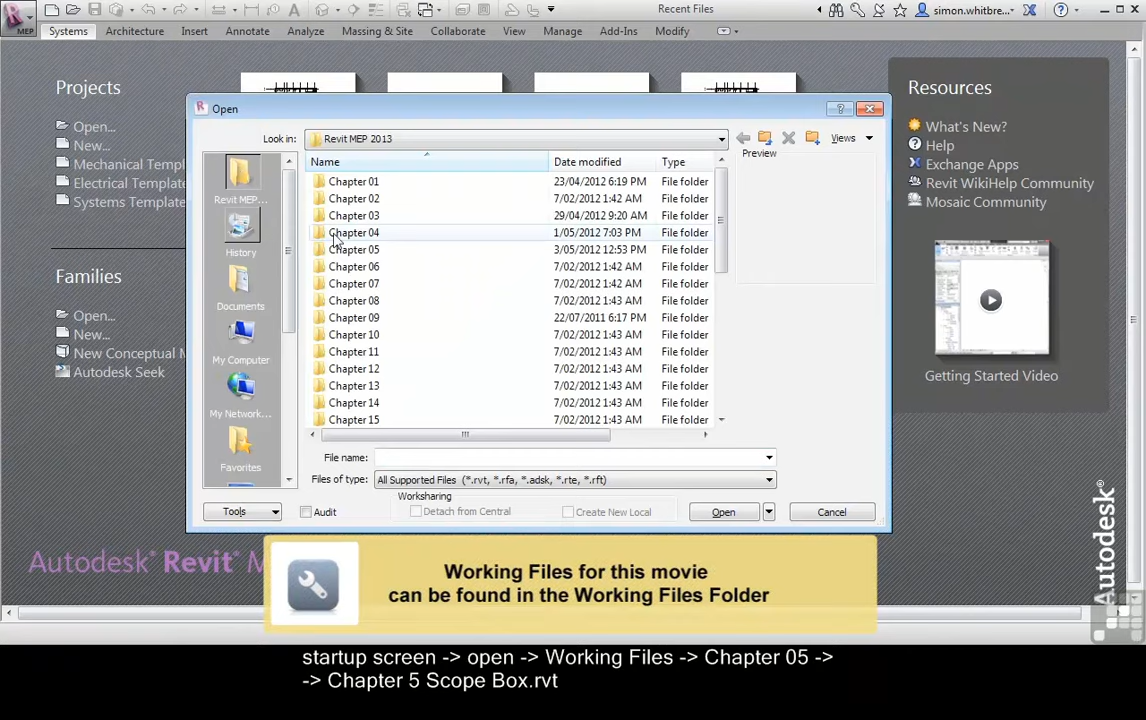 MEP
Recent Files
simon.whitbre...
Systems Architecture Insert Annotate Analyze Massing & Site Collaborate View Manage Add-Ins Modify
Projects
Open...
New...
Mechanical Templ
Electrical Template
Systems Template
Families
Open...
New...
New Conceptual M
Autodesk Seek
Open
Look in: Revit MEP 2013 Views
Revit MEP...
History
Documents
My Computer
My Network...
Favorites
Name Date modified Type
Chapter 01 23/04/2012 6:19 PM File folder
Chapter 02 7/02/2012 1:42 AM File folder
Chapter 03 29/04/2012 9:20 AM File folder
Chapter 04 1/05/2012 7:03 PM File folder
Chapter 05 3/05/2012 12:53 PM File folder
Chapter 06 7/02/2012 1:42 AM File folder
Chapter 07 7/02/2012 1:42 AM File folder
Chapter 08 7/02/2012 1:43 AM File folder
Chapter 09 22/07/2011 6:17 PM File folder
Chapter 10 7/02/2012 1:43 AM File folder
Chapter 11 7/02/2012 1:43 AM File folder
Chapter 12 7/02/2012 1:43 AM File folder
Chapter 13 7/02/2012 1:43 AM File folder
Chapter 14 7/02/2012 1:43 AM File folder
Chapter 15 7/02/2012 1:43 AM File folder
Preview
File name:
Files of type: All Supported Files (*.rvt, *.rfa, *.adsk, *.rte, *.rft)
Worksharing
Tools Audit Detach from Central Create New Local Open Cancel
Resources
What's New?
Help
Exchange Apps
Revit WikiHelp Community
Mosaic Community
Getting Started Video
Autodesk® Revit® M
Autodesk®
Working Files for this movie
can be found in the Working Files Folder
startup screen -> open -> Working Files -> Chapter 05 ->
-> Chapter 5 Scope Box.rvt